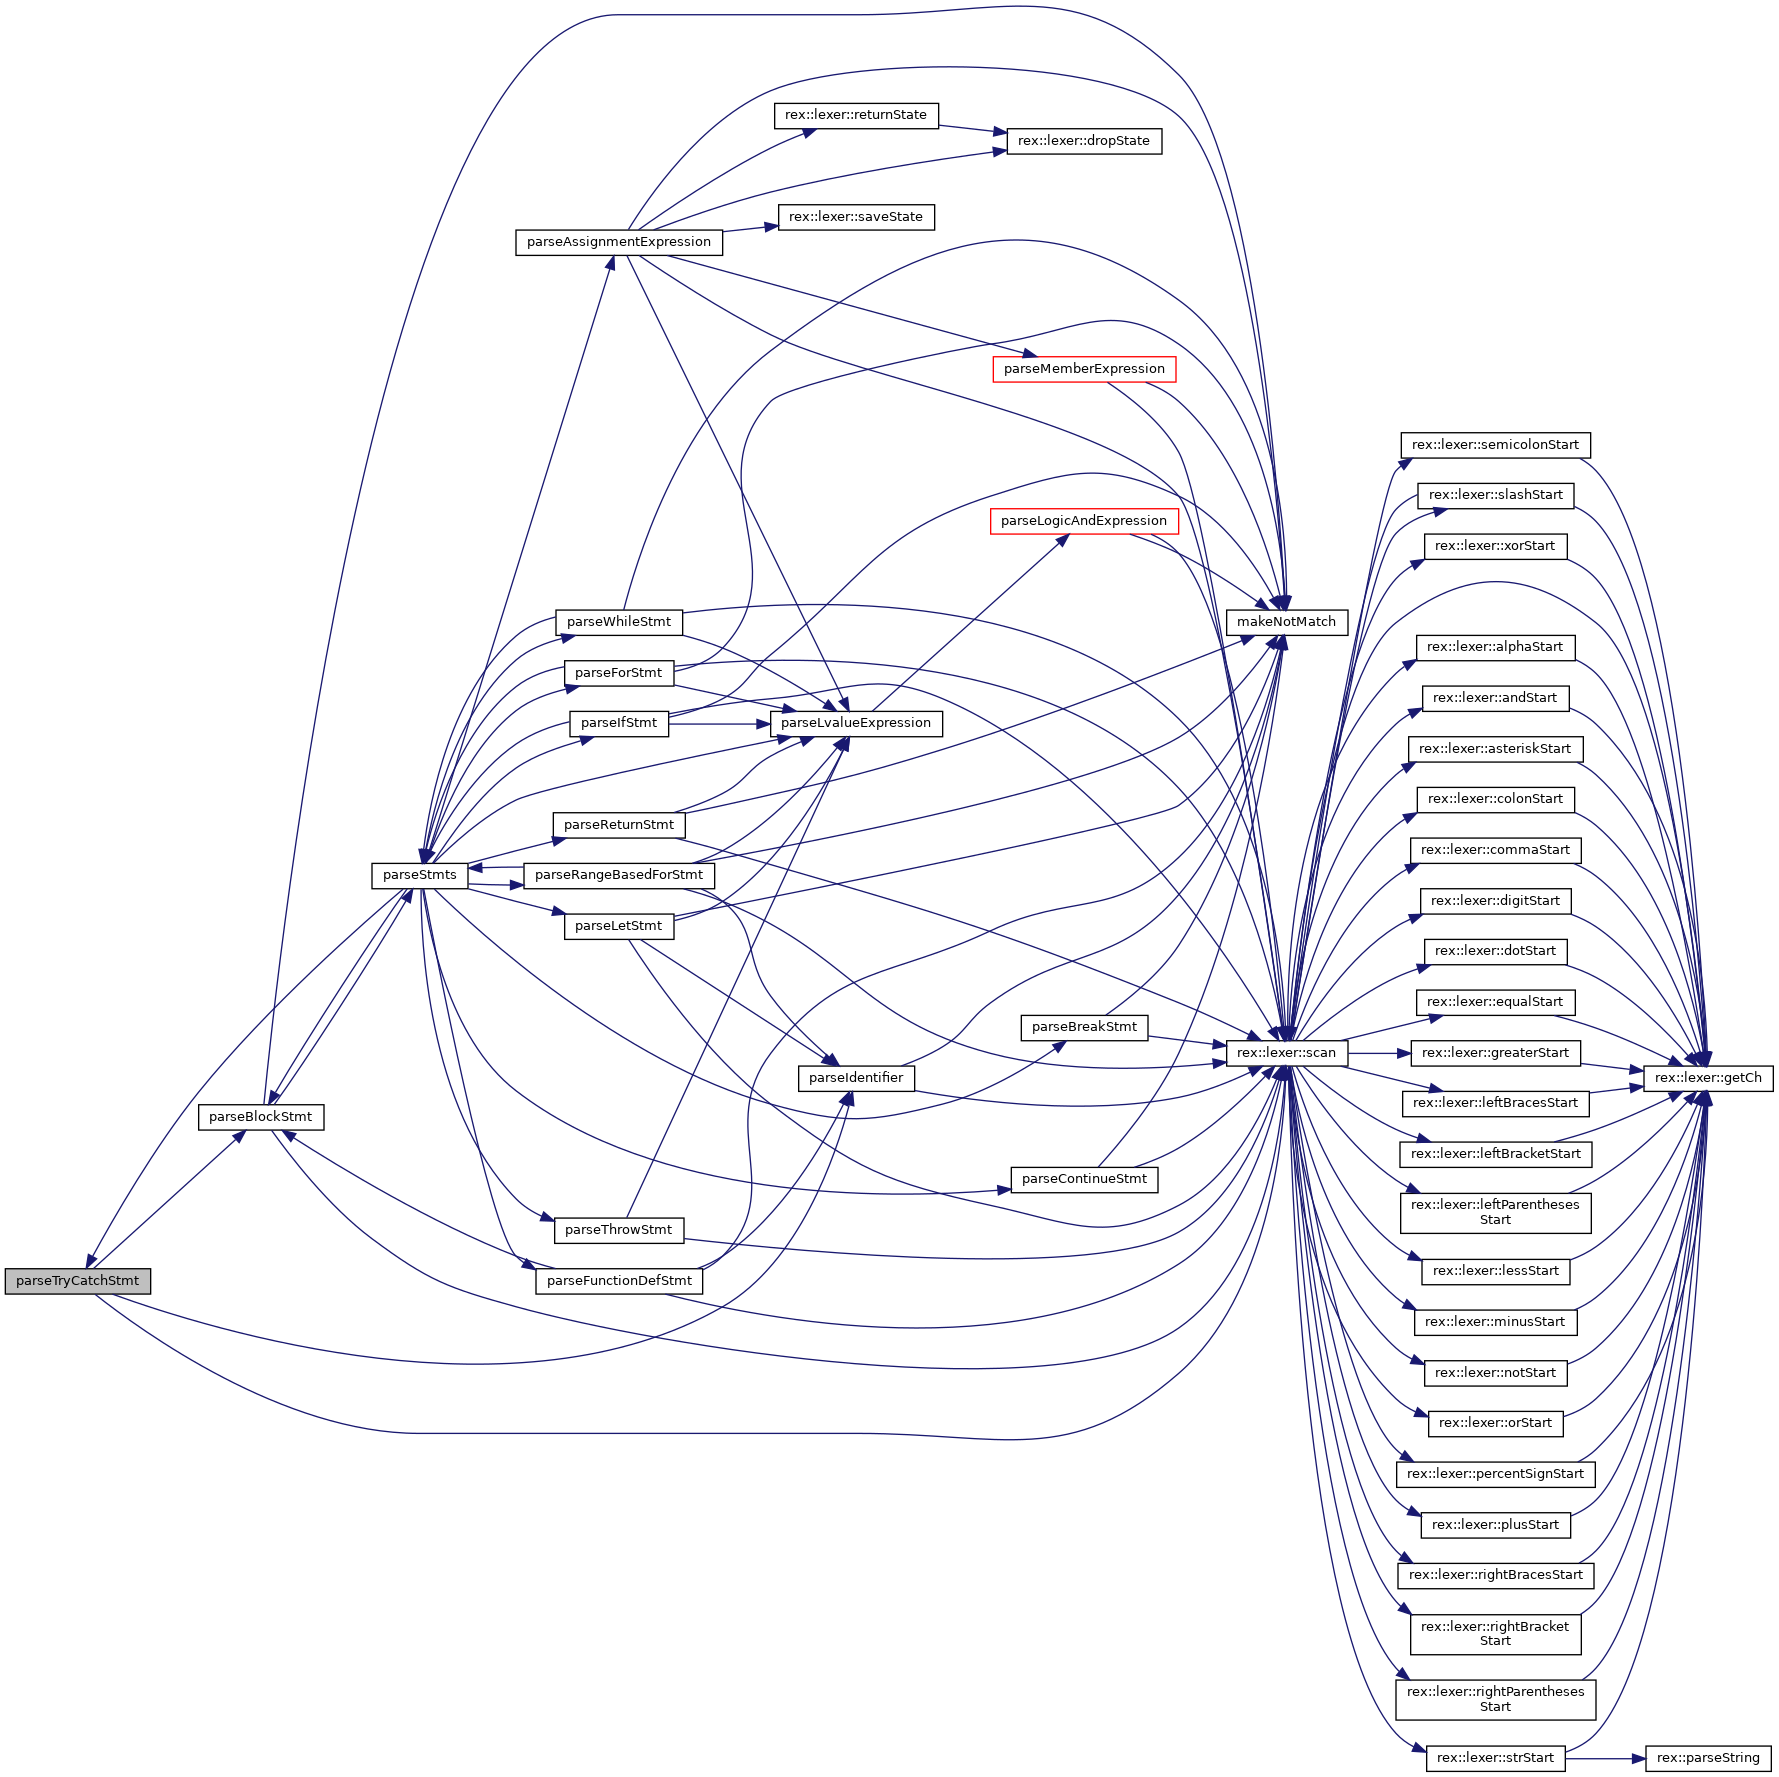 rex::lexer::returnState
rex::lexer::dropState
rex::lexer::saveState
parseAssignmentExpression
parseMemberExpression
rex::lexer::semicolonStart
rex::lexer::slashStart
parseLogicAndExpression
rex::lexer::xorStart
parseWhileStmt
makeNotMatch
rex::lexer::alphaStart
parseForStmt
rex::lexer::andStart
parseIfStmt
parseLvalueExpression
rex::lexer::asteriskStart
rex::lexer::colonStart
parseReturnStmt
rex::lexer::commaStart
parseStmts
parseRangeBasedForStmt
rex::lexer::digitStart
parseLetStmt
rex::lexer::dotStart
rex::lexer::equalStart
parseBreakStmt
rex::lexer::scan
rex::lexer::greaterStart
parseIdentifier
rex::lexer::getCh
rex::lexer::leftBracesStart
parseBlockStmt
rex::lexer::leftBracketStart
parseContinueStmt
rex::lexer::leftParentheses
Start
parseThrowStmt
rex::lexer::lessStart
parseTryCatchStmt
parseFunctionDefStmt
rex::lexer::minusStart
rex::lexer::notStart
rex::lexer::orStart
rex::lexer::percentSignStart
rex::lexer::plusStart
rex::lexer::rightBracesStart
rex::lexer::rightBracket
Start
rex::lexer::rightParentheses
Start
rex::lexer::strStart
rex::parseString